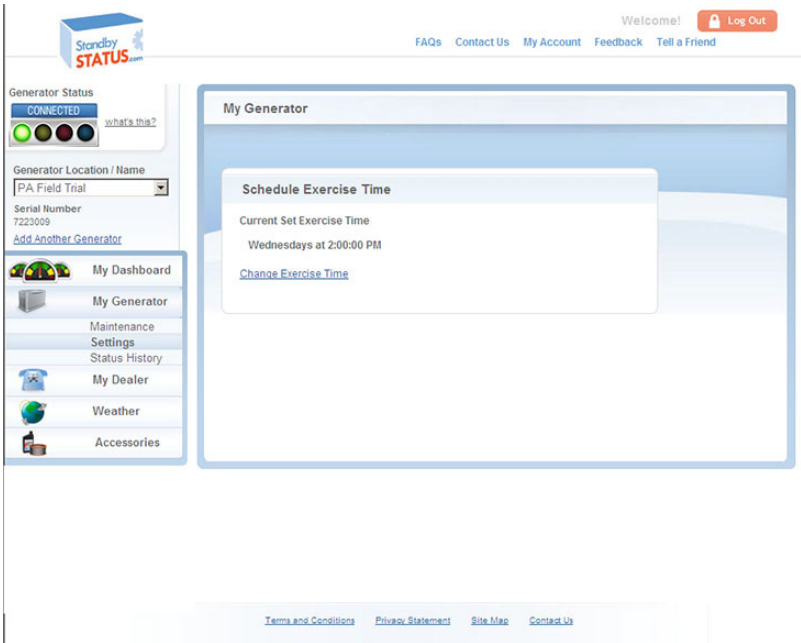 Standby
STATUS.com
Welcome!
Log Out
FAQs Contact Us My Account Feedback Tell a Friend
Generator Status
CONNECTED
what's this?
Generator Location / Name
PA Field Trial
Serial Number
7223009
Add Another Generator
My Dashboard
My Generator
Maintenance
Settings
Status History
My Dealer
Weather
Accessories
My Generator
Schedule Exercise Time
Current Set Exercise Time
Wednesdays at 2:00:00 PM
Change Exercise Time
Terms and Conditions Privacy Statement Site Map Contact Us